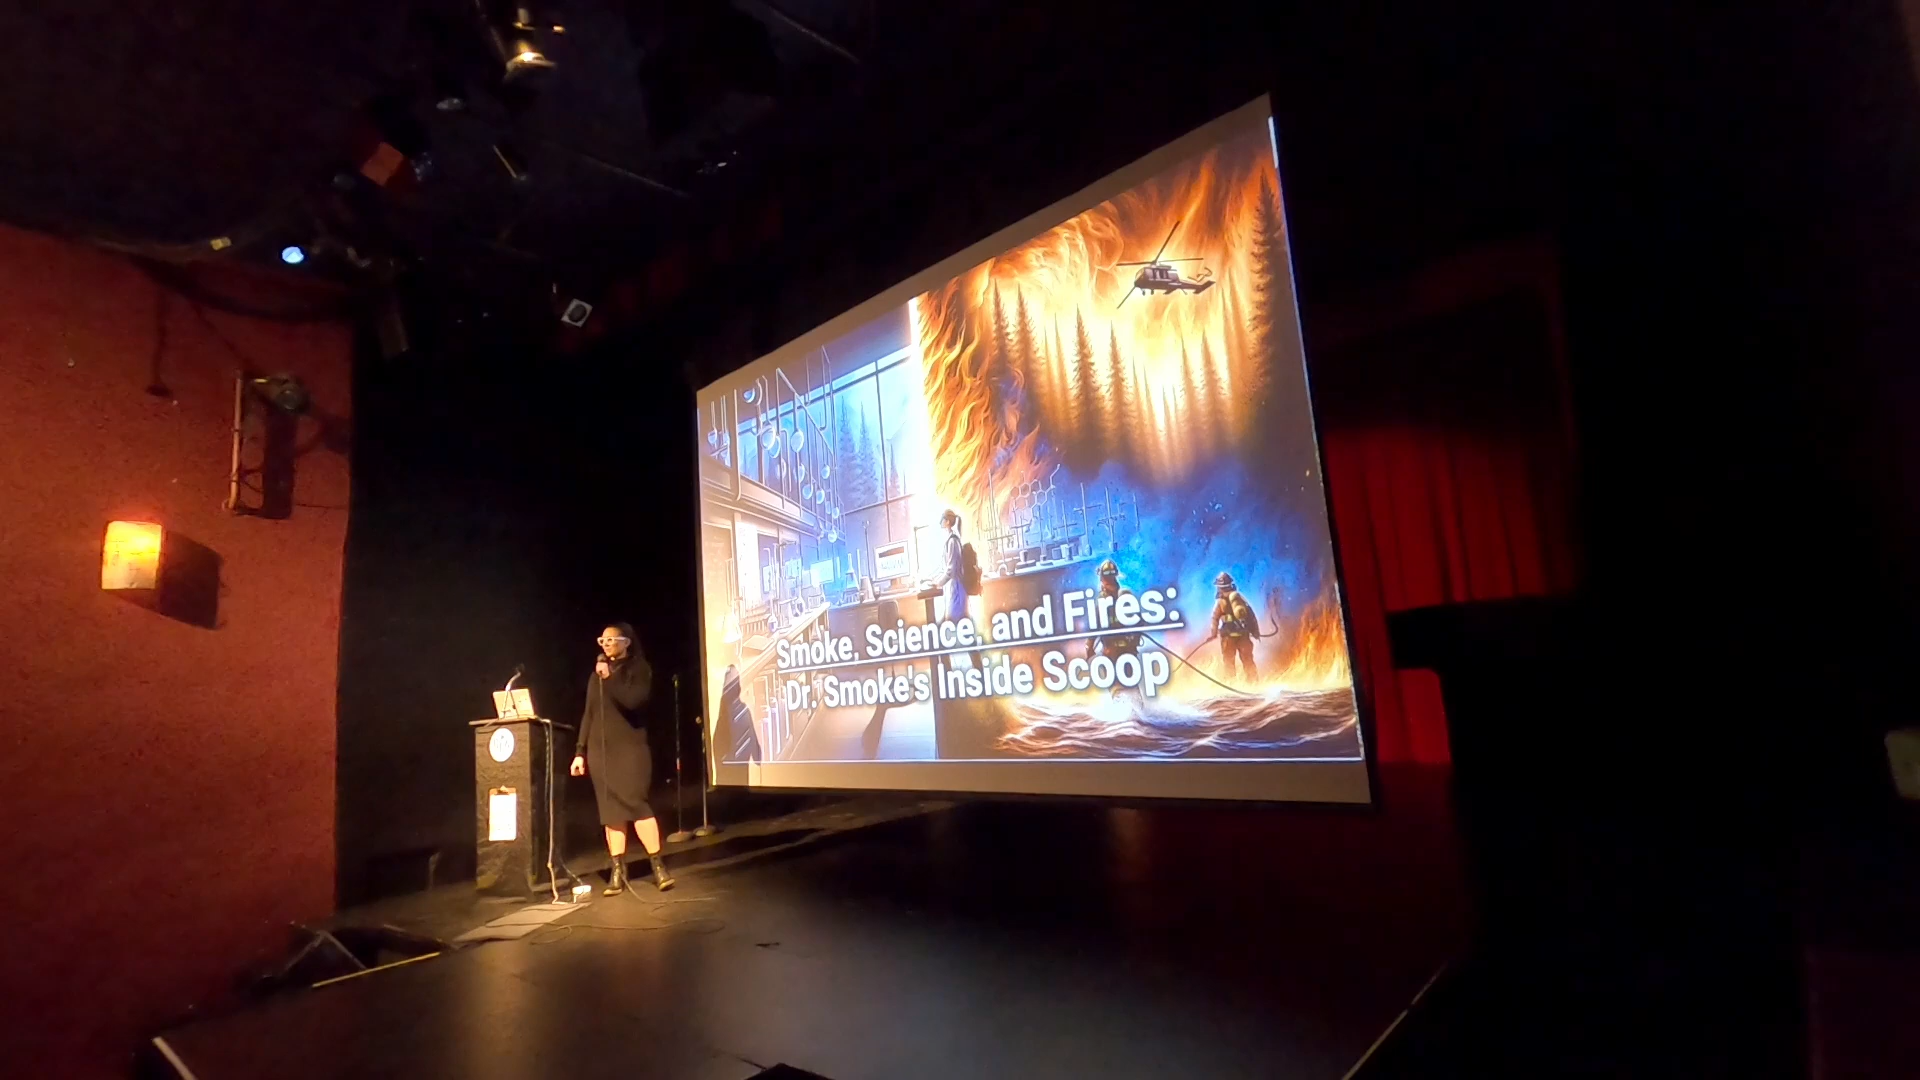 Smoke, Science, and Fires:
Dr. Smoke's Inside Scoop